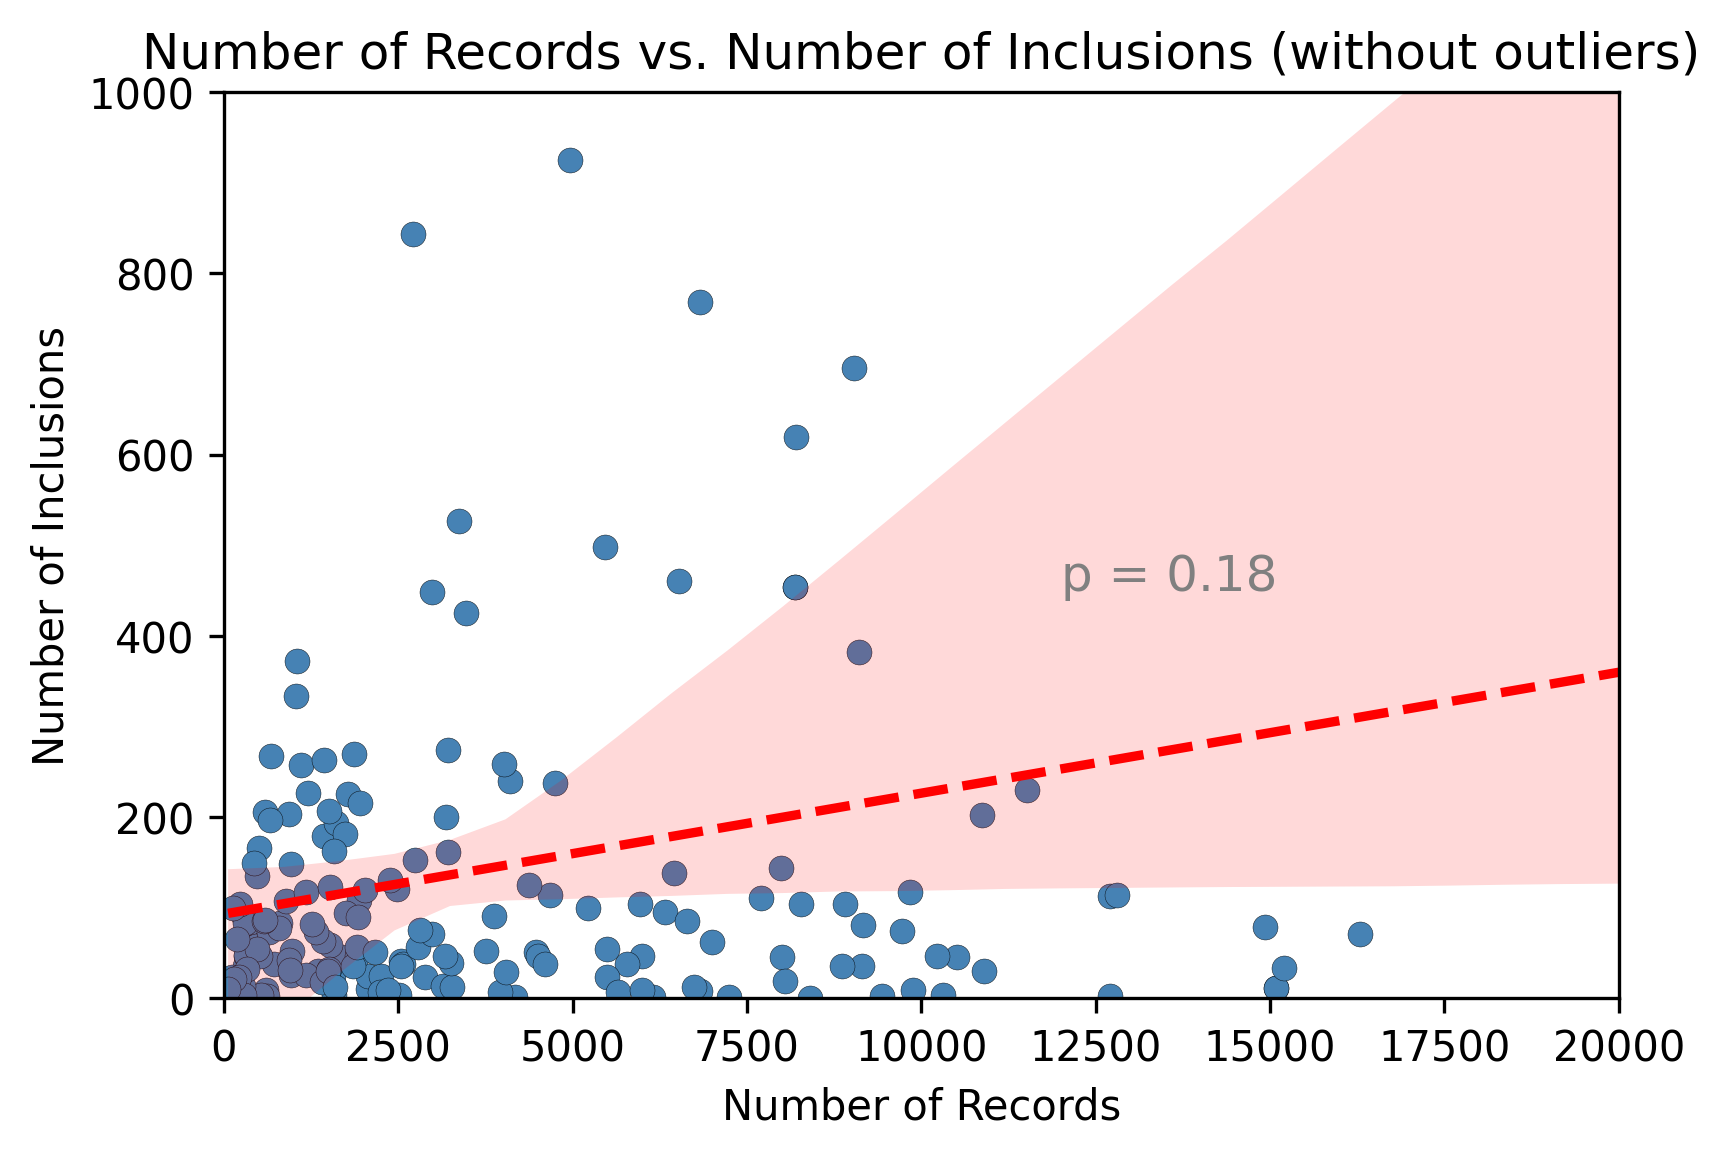 Number of Records vs. Number of Inclusions (without outliers)
1000
800
600
400
200
0
Number of Inclusions
p = 0.18
0 2500 5000 7500 10000 12500 15000 17500 20000
Number of Records